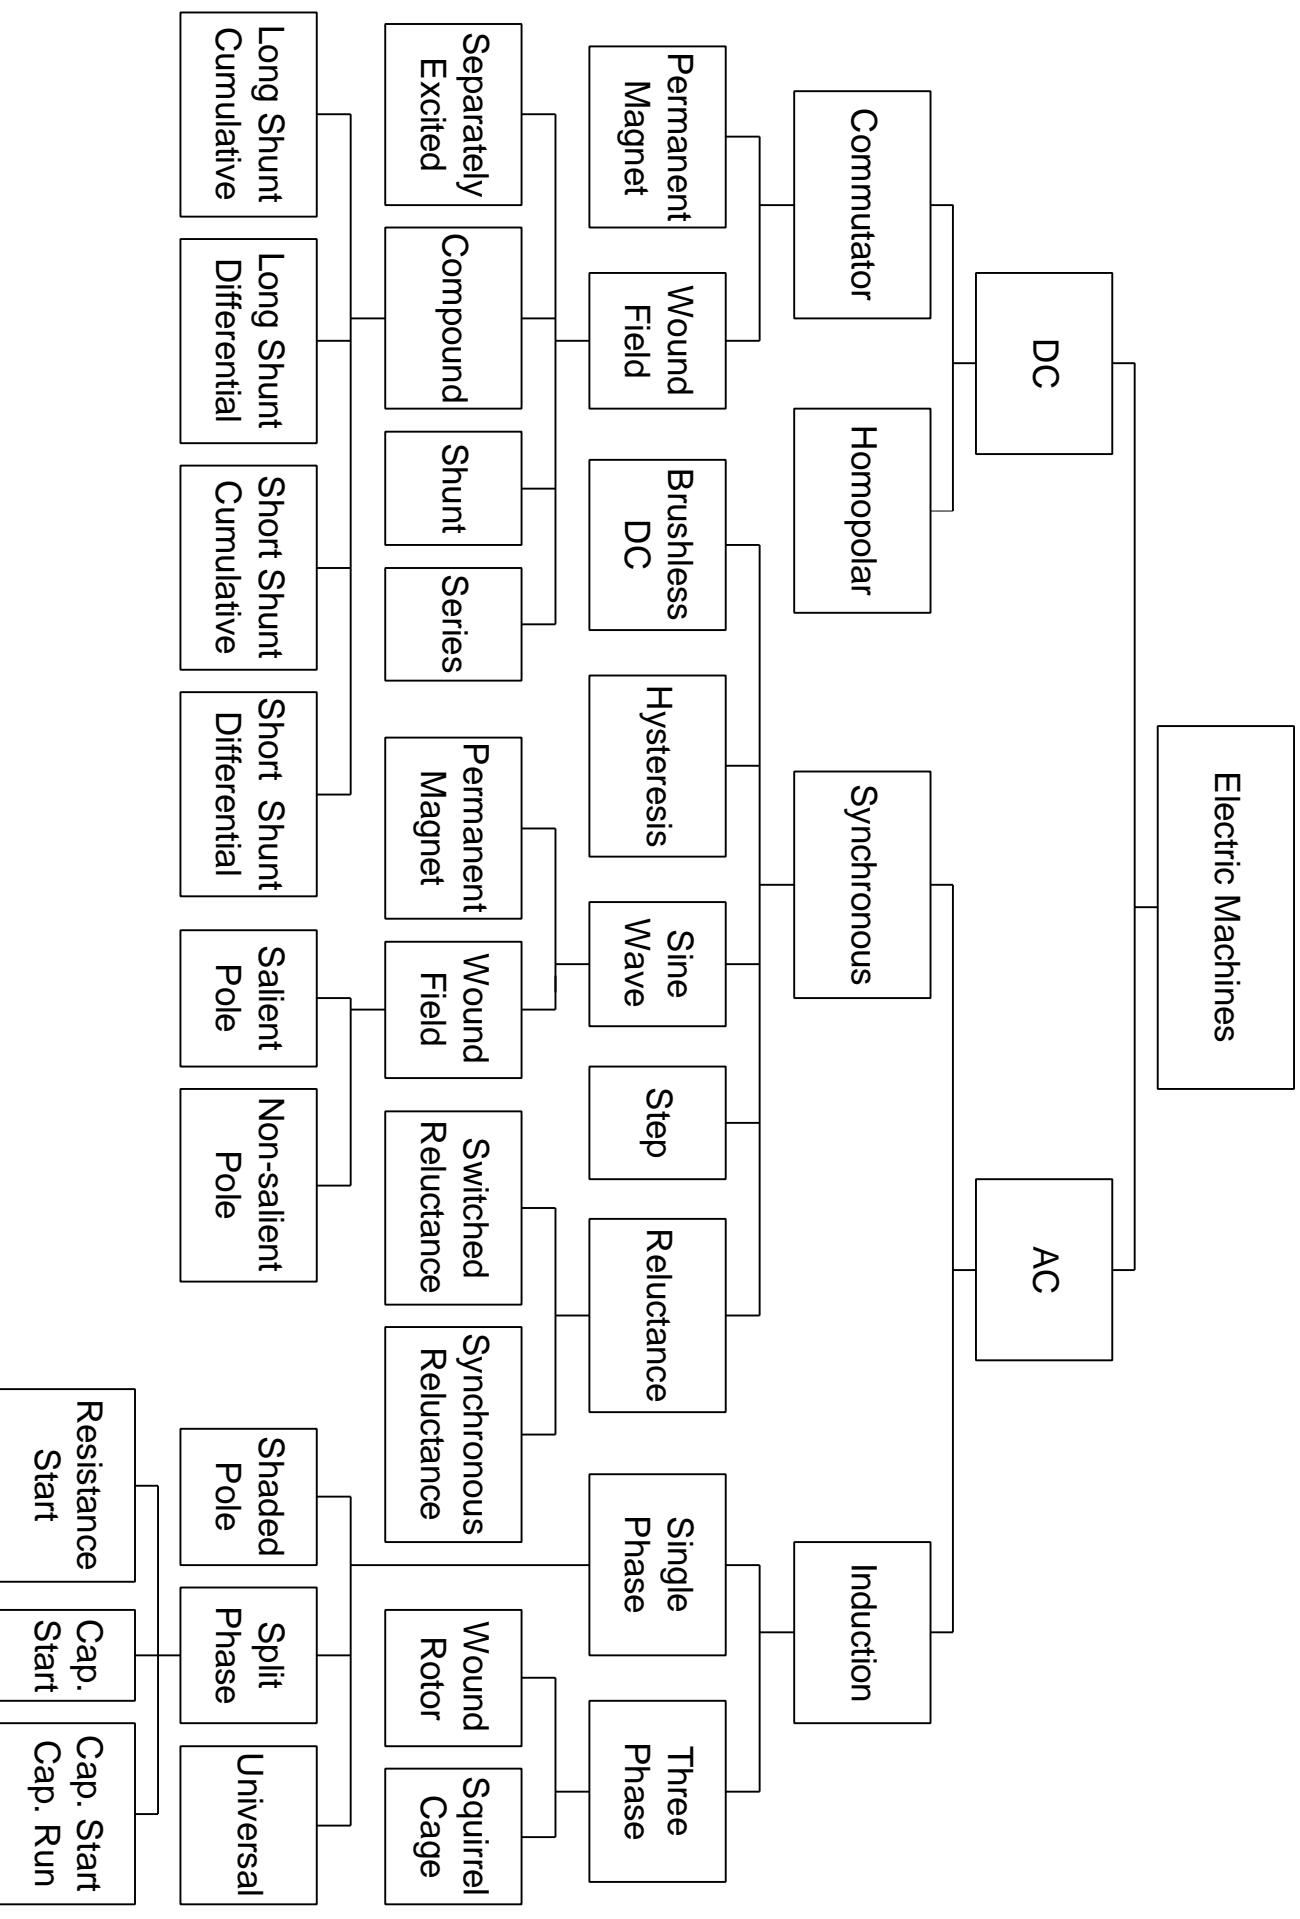 Electric Machines
DC
AC
Commutator
Homopolar
Synchronous
Induction
Permanent
Magnet
Wound
Field
Brushless
DC
Hysteresis
Sine
Wave
Step
Reluctance
Single
Phase
Three
Phase
Separately
Excited
Compound
Shunt
Series
Permanent
Magnet
Wound
Field
Switched
Reluctance
Synchronous
Reluctance
Wound
Rotor
Squirrel
Cage
Long Shunt
Cumulative
Long Shunt
Differential
Short Shunt
Cumulative
Short Shunt
Differential
Salient
Pole
Non-salient
Pole
Shaded
Pole
Split
Phase
Universal
Resistance
Start
Cap.
Start
Cap. Start
Cap. Run